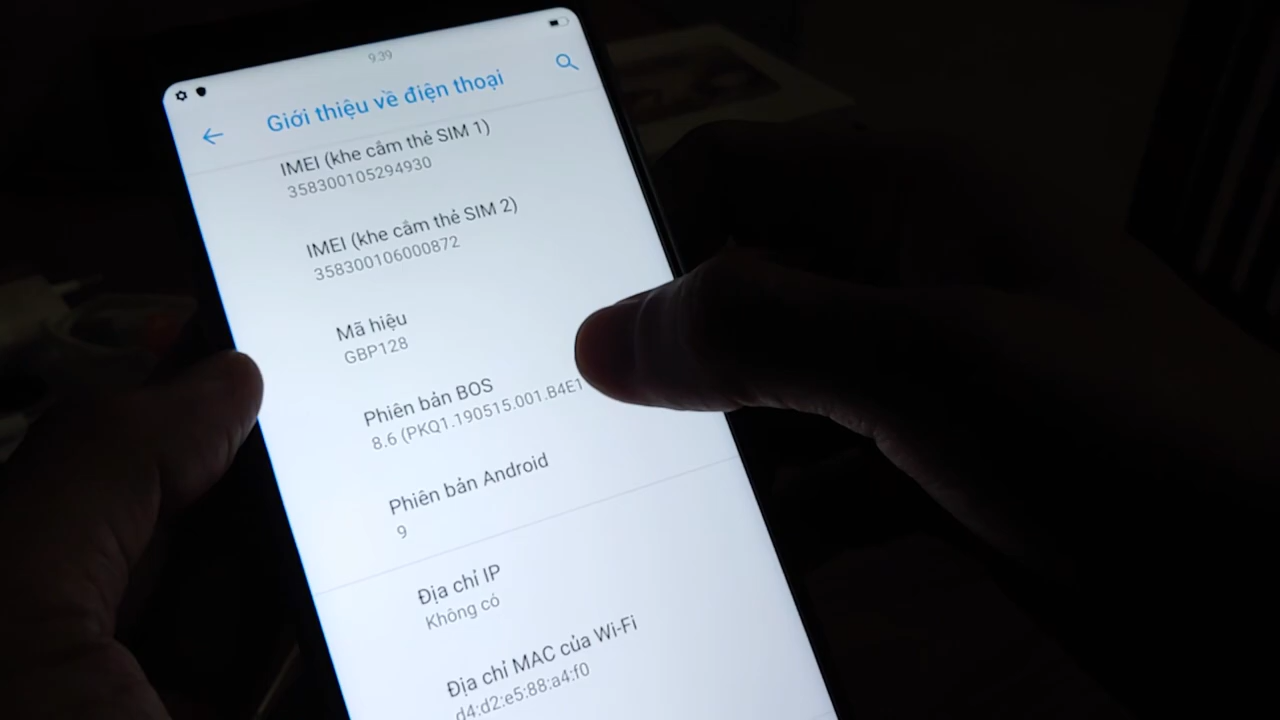 9:39
Giới thiệu về điện thoại
IMEI (khe cắm thẻ SIM 1)
358300105294930
IMEI (khe cắm thẻ SIM 2)
358300106000872
Mã hiệu
GBP128
Phiên bản BOS
8.6 (PKQ1.190515.001.B4E1
Phiên bản Android
9
Địa chỉ IP
Không có
Địa chỉ MAC của Wi-Fi
d4:d2:e5:88:a4:f0